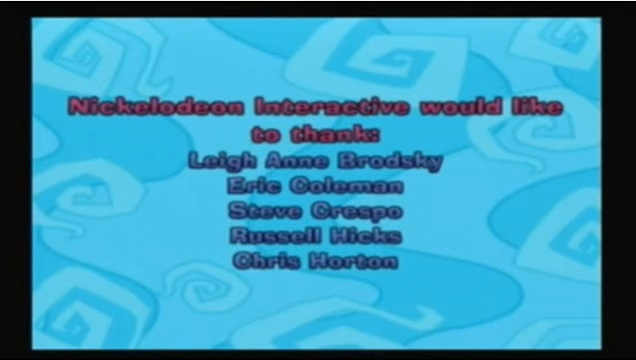 Nickelodeon Interactive would like
to thank:
Leigh Anne Brodsky
Eric Coleman
Steve Crespo
Russell Hicks
Chris Horton